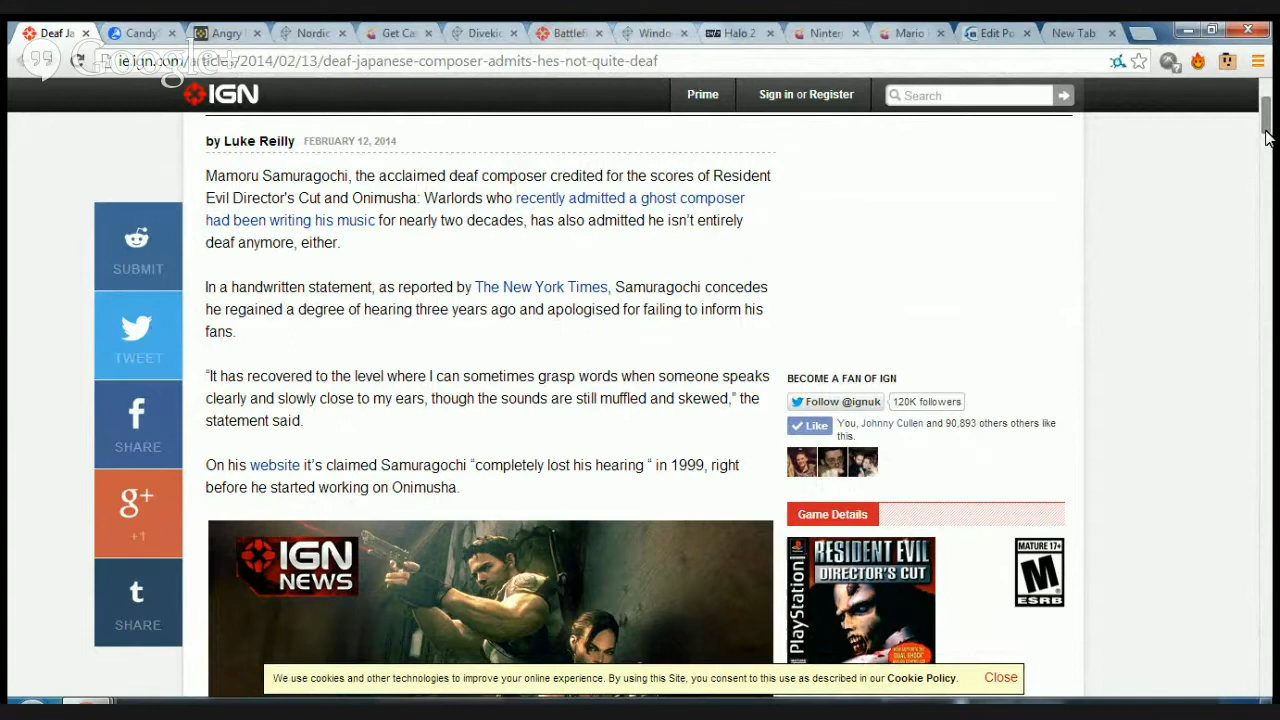 Deaf Ja
CandyS
Angry
Nordic
Get Ca
Divekic
Battlef
Windo
Halo 2
Ninten
Mario
Edit Po
New Tab
Google+
ie.ign.com/articles/2014/02/13/deaf-japanese-composer-admits-hes-not-quite-deaf
IGN
Prime
Sign in or Register
Search
by Luke Reilly FEBRUARY 12, 2014
Mamoru Samuragochi, the acclaimed deaf composer credited for the scores of Resident
Evil Director's Cut and Onimusha: Warlords who recently admitted a ghost composer
had been writing his music for nearly two decades, has also admitted he isn't entirely
deaf anymore, either.
In a handwritten statement, as reported by The New York Times, Samuragochi concedes
he regained a degree of hearing three years ago and apologised for failing to inform his
fans.
“It has recovered to the level where I can sometimes grasp words when someone speaks
clearly and slowly close to my ears, though the sounds are still muffled and skewed,” the
statement said.
On his website it’s claimed Samuragochi “completely lost his hearing “ in 1999, right
before he started working on Onimusha.
SUBMIT
TWEET
f
SHARE
g+
+1
t
SHARE
BECOME A FAN OF IGN
Follow @ignuk
120K followers
Like
You, Johnny Cullen and 90,893 others others like
this.
Game Details
IGN
NEWS
PlayStation
RESIDENT EVIL
DIRECTOR'S CUT
MATURE 17+
M
ESRB
We use cookies and other technologies to improve your online experience. By using this Site, you consent to this use as described in our Cookie Policy.
Close